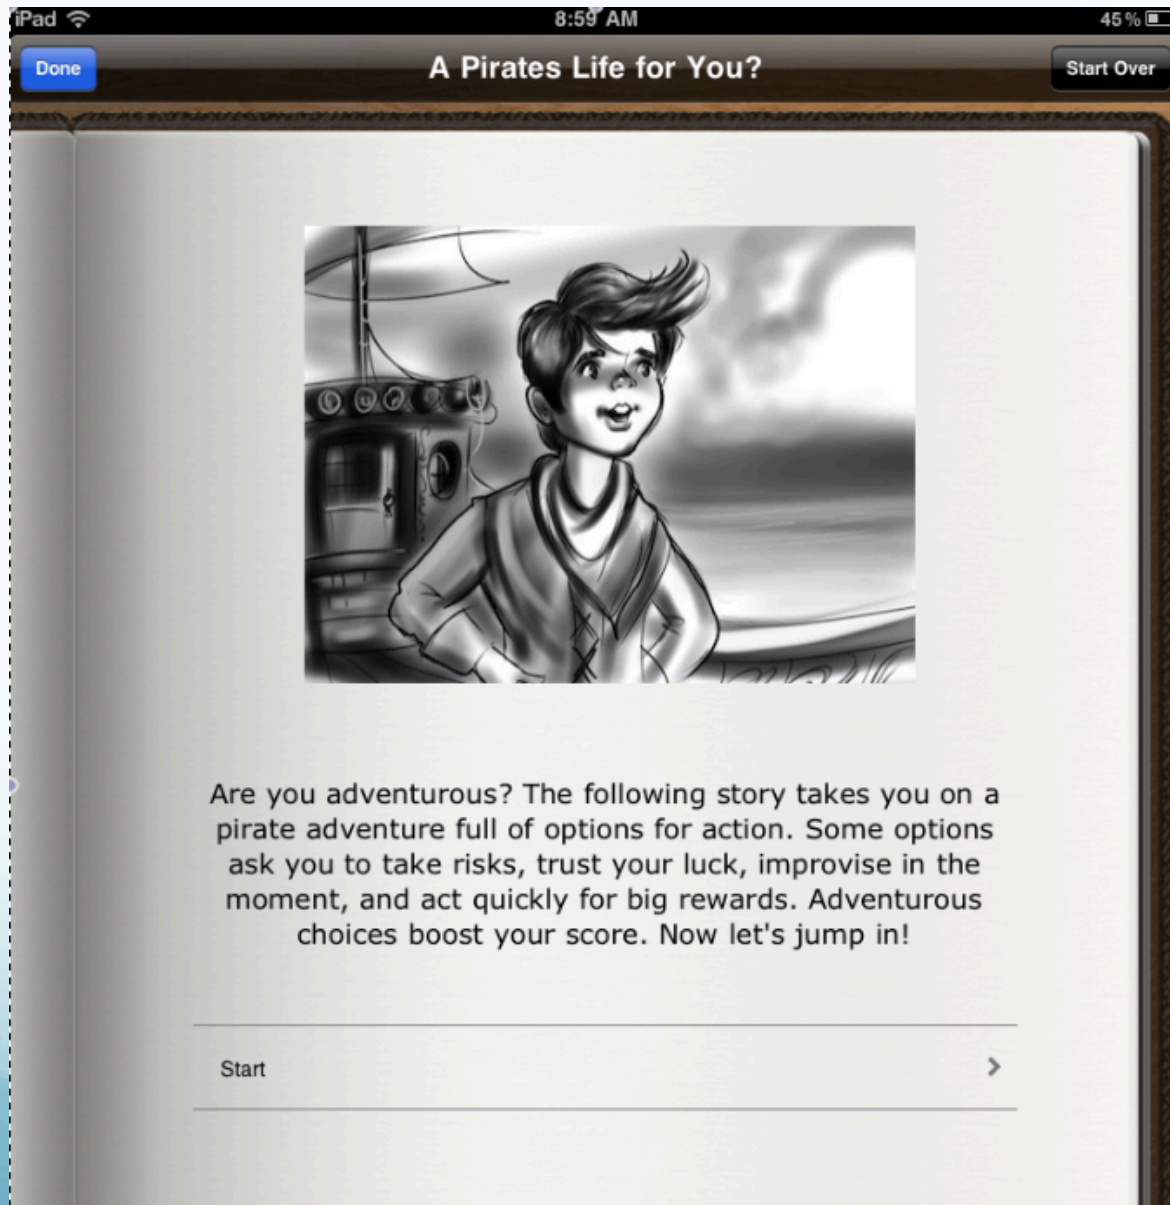 iPad 8:59 AM 45%
Done A Pirates Life for You? Start Over
Are you adventurous? The following story takes you on a
pirate adventure full of options for action. Some options
ask you to take risks, trust your luck, improvise in the
moment, and act quickly for big rewards. Adventurous
choices boost your score. Now let's jump in!
Start